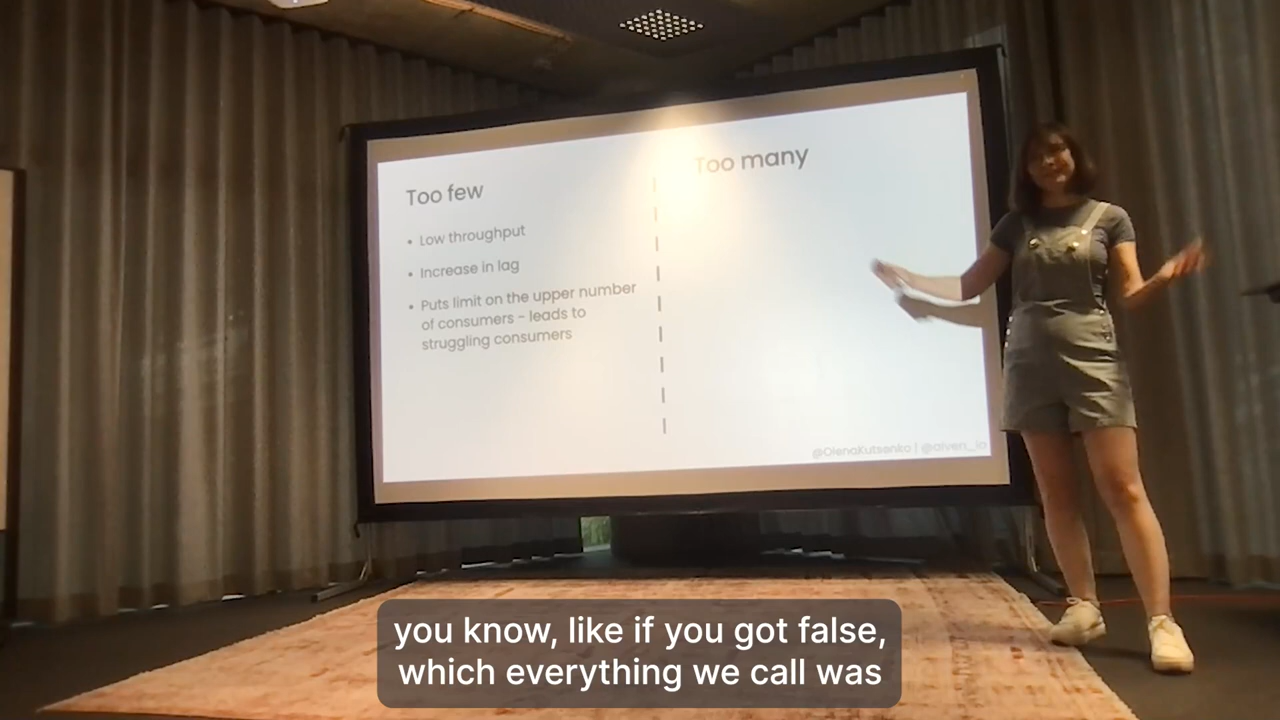 Too few
• Low throughput
• Increase in lag
• Puts limit on the upper number
of consumers - leads to
struggling consumers
Too many
@OlenaKutsenko | @aiven_io
you know, like if you got false,
which everything we call was